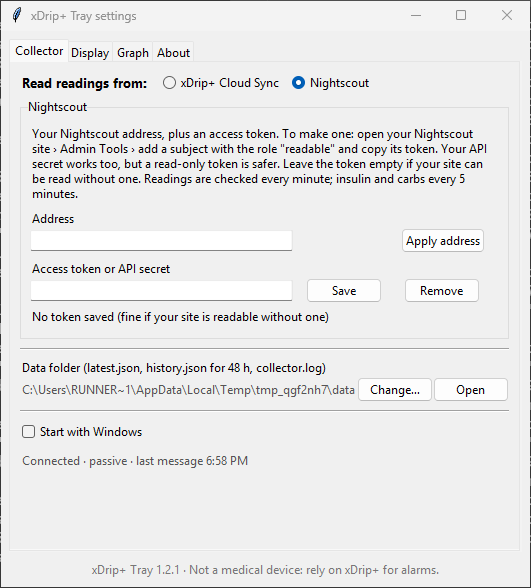 xDrip+ Tray settings
Collector Display Graph About
Read readings from: xDrip+ Cloud Sync Nightscout
Nightscout
Your Nightscout address, plus an access token. To make one: open your Nightscout
site › Admin Tools › add a subject with the role "readable" and copy its token. Your API
secret works too, but a read-only token is safer. Leave the token empty if your site can
be read without one. Readings are checked every minute; insulin and carbs every 5
minutes.
Address
Apply address
Access token or API secret
Save Remove
No token saved (fine if your site is readable without one)
Data folder (latest.json, history.json for 48 h, collector.log)
C:\Users\RUNNER~1\AppData\Local\Temp\tmp_qgf2nh7\data Change... Open
Start with Windows
Connected · passive · last message 6:58 PM
xDrip+ Tray 1.2.1 · Not a medical device: rely on xDrip+ for alarms.